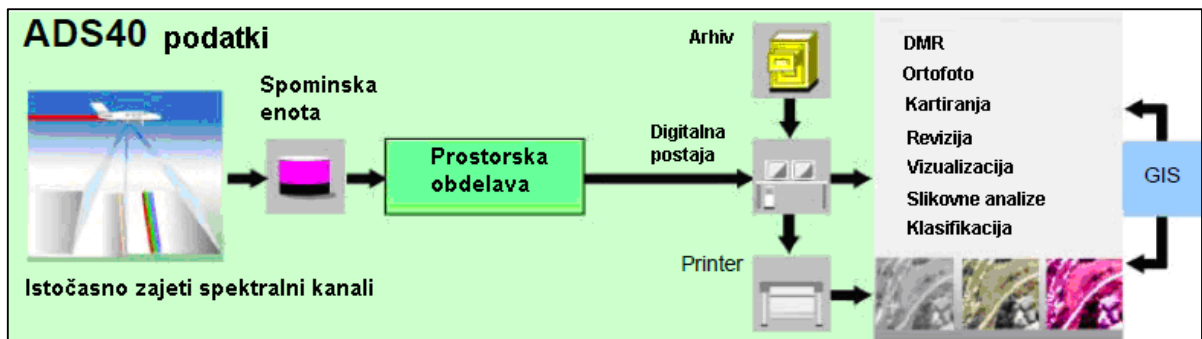 ADS40 podatki
Spominska
enota
Prostorska
obdelava
Digitalna
postaja
Arhiv
Printer
Istočasno zajeti spektralni kanali
DMR
Ortofoto
Kartiranja
Revizija
Vizualizacija
Slikovne analize
Klasifikacija
GIS